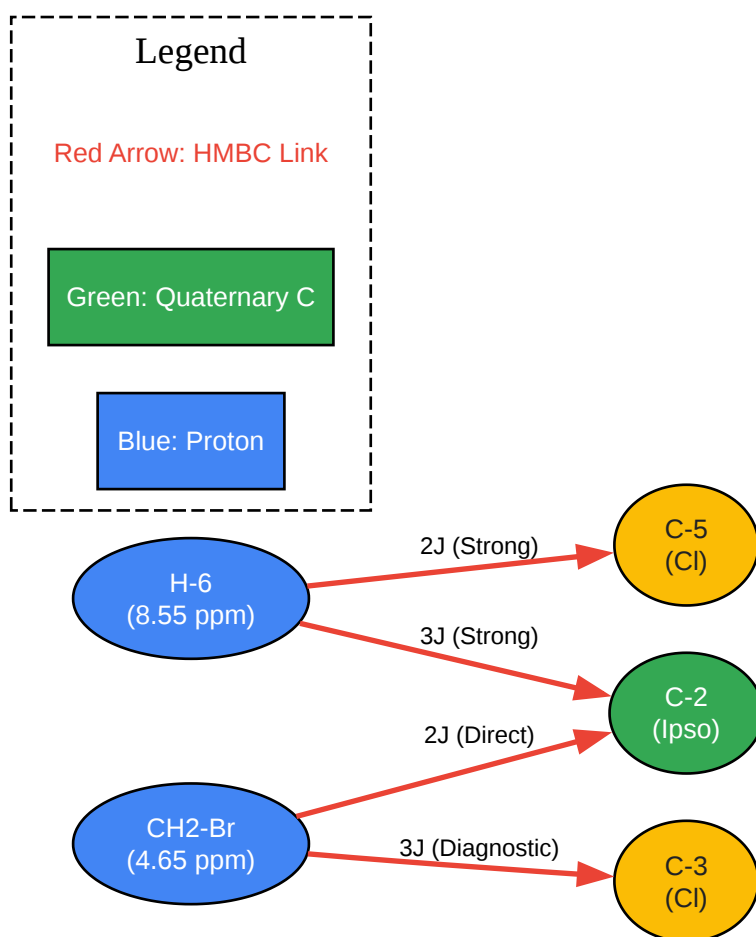 Legend
Red Arrow: HMBC Link
Green: Quaternary C
Blue: Proton
H-6
(8.55 ppm)
2J (Strong)
3J (Strong)
C-5
(Cl)
C-2
(Ipso)
2J (Direct)
CH2-Br
(4.65 ppm)
3J (Diagnostic)
C-3
(Cl)